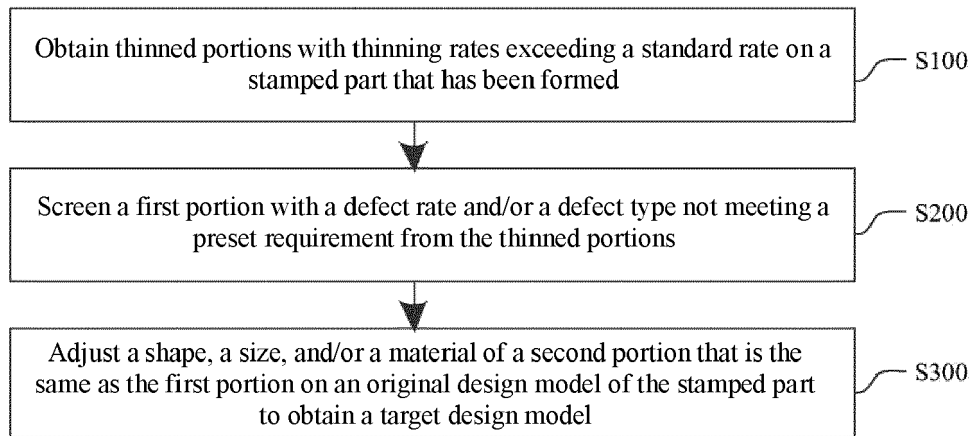 Obtain thinned portions with thinning rates exceeding a standard rate on a
stamped part that has been formed
S100
Screen a first portion with a defect rate and/or a defect type not meeting a
preset requirement from the thinned portions
S200
Adjust a shape, a size, and/or a material of a second portion that is the
same as the first portion on an original design model of the stamped part
to obtain a target design model
S300